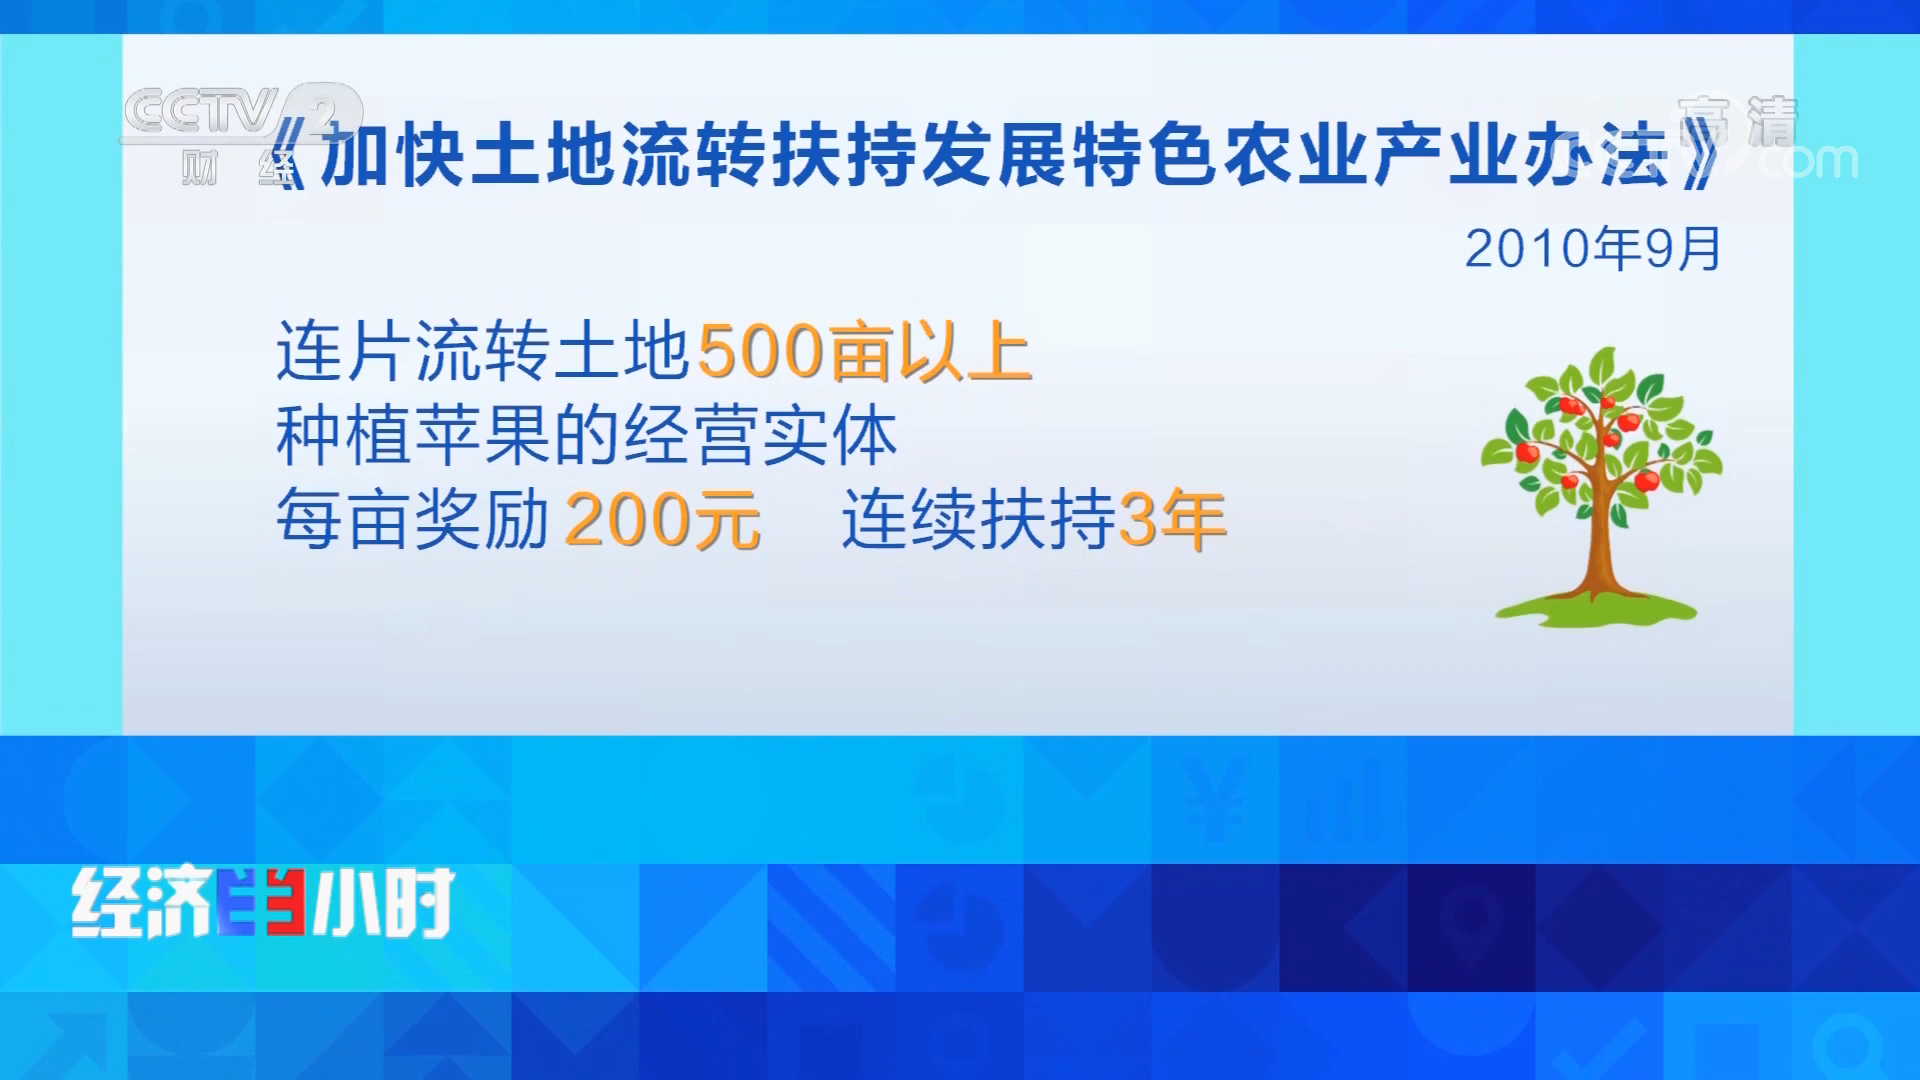 CCTV 2
财 经
高清
cctv.com
《加快土地流转扶持发展特色农业产业办法》
2010年9月
连片流转土地500亩以上
种植苹果的经营实体
每亩奖励200元 连续扶持3年
经济半小时